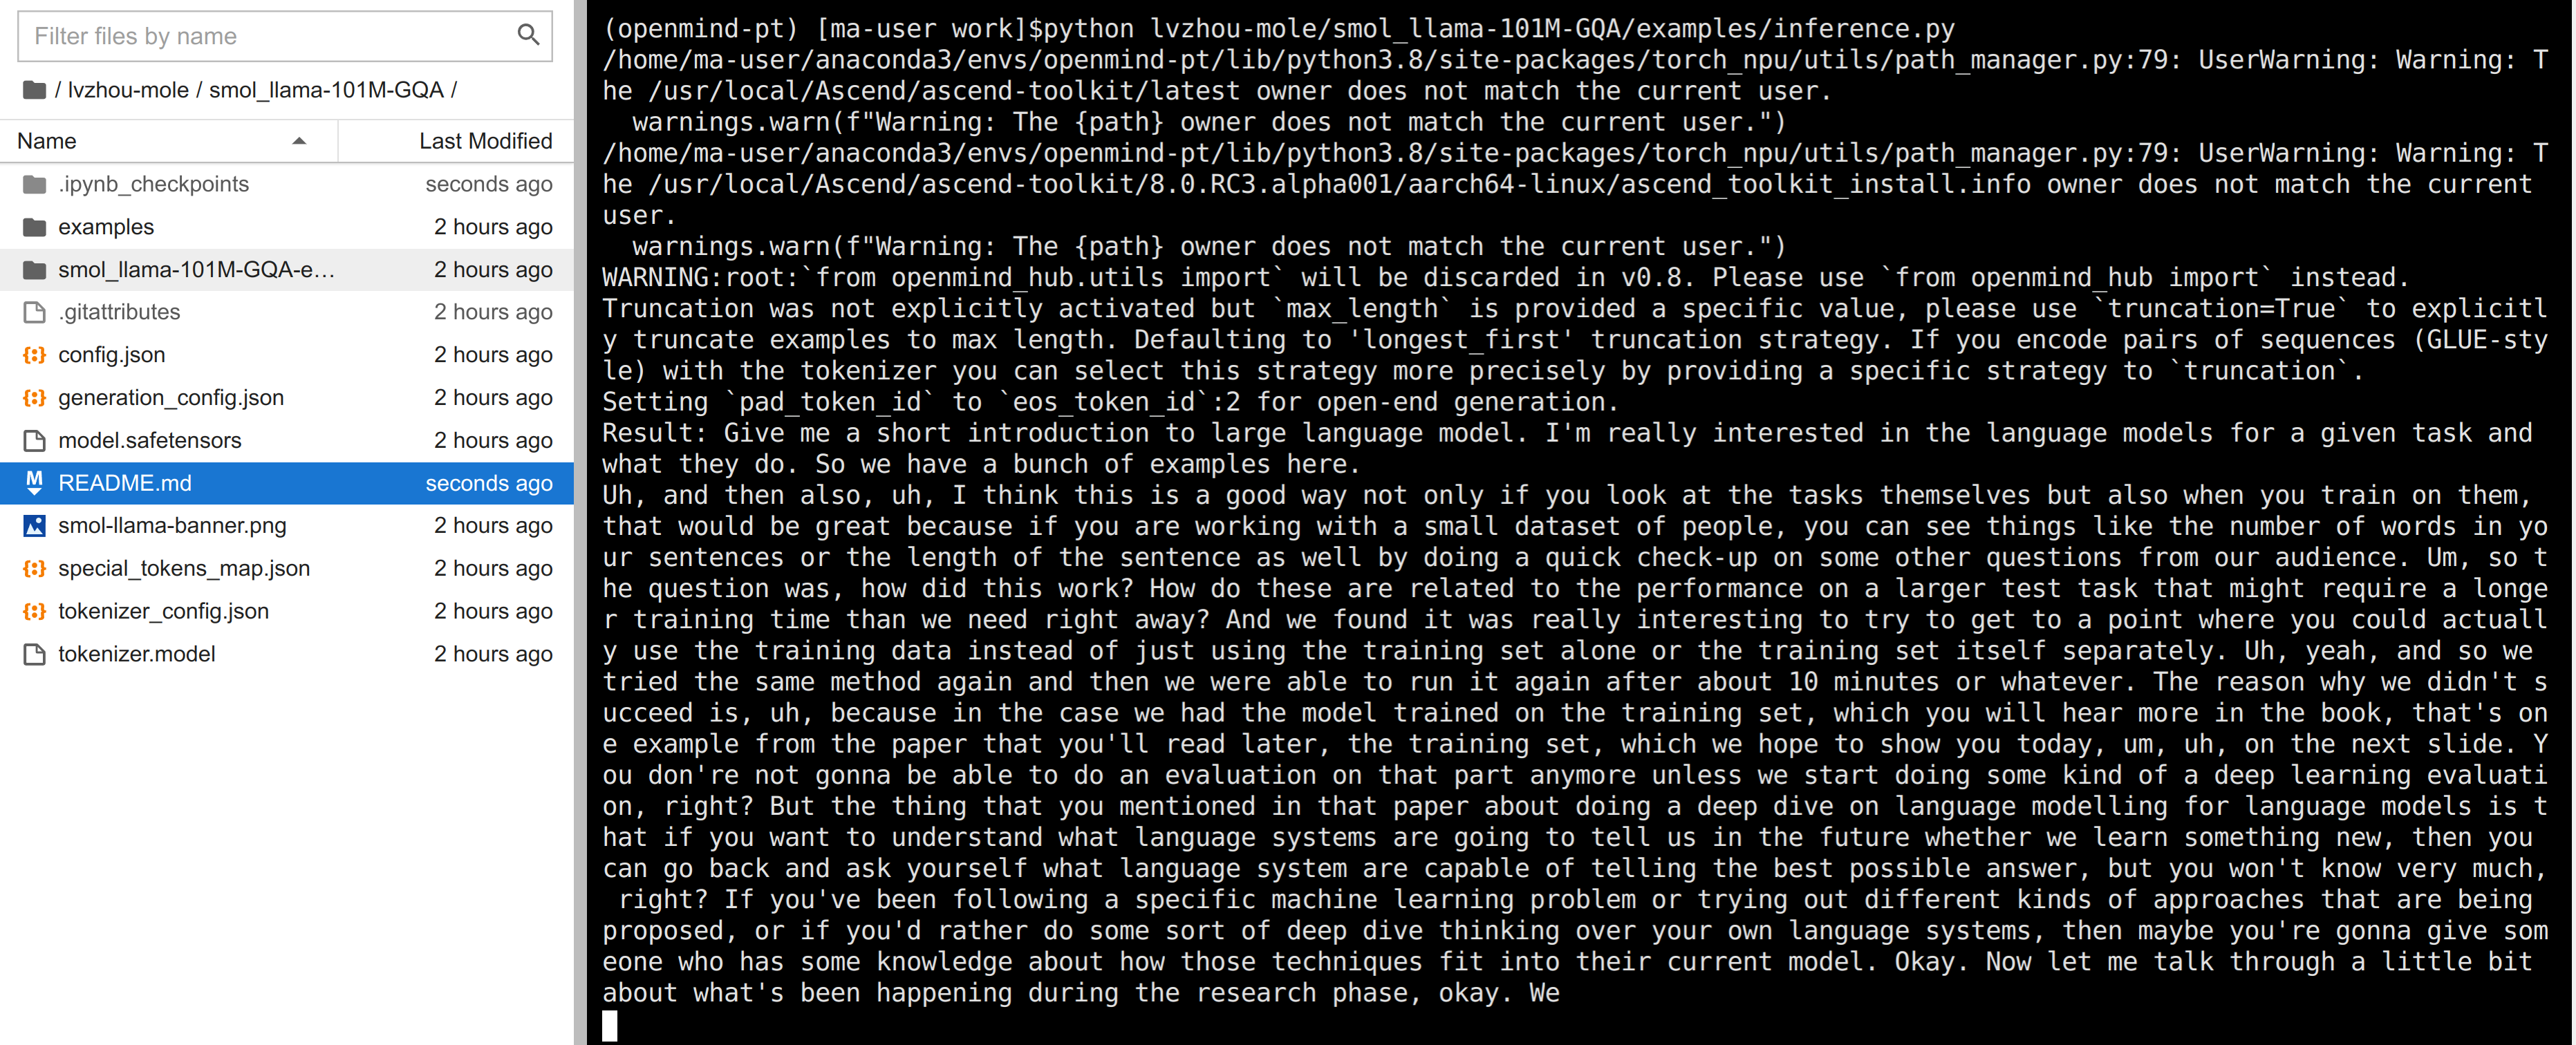 Filter files by name
/ lvzhou-mole / smol_llama-101M-GQA /
Name Last Modified
.ipynb_checkpoints seconds ago
examples 2 hours ago
smol_llama-101M-GQA-e… 2 hours ago
.gitattributes 2 hours ago
config.json 2 hours ago
generation_config.json 2 hours ago
model.safetensors 2 hours ago
README.md seconds ago
smol-llama-banner.png 2 hours ago
special_tokens_map.json 2 hours ago
tokenizer_config.json 2 hours ago
tokenizer.model 2 hours ago
(openmind-pt) [ma-user work]$python lvzhou-mole/smol_llama-101M-GQA/examples/inference.py
/home/ma-user/anaconda3/envs/openmind-pt/lib/python3.8/site-packages/torch_npu/utils/path_manager.py:79: UserWarning: Warning: T
he /usr/local/Ascend/ascend-toolkit/latest owner does not match the current user.
  warnings.warn(f"Warning: The {path} owner does not match the current user.")
/home/ma-user/anaconda3/envs/openmind-pt/lib/python3.8/site-packages/torch_npu/utils/path_manager.py:79: UserWarning: Warning: T
he /usr/local/Ascend/ascend-toolkit/8.0.RC3.alpha001/aarch64-linux/ascend_toolkit_install.info owner does not match the current
user.
  warnings.warn(f"Warning: The {path} owner does not match the current user.")
WARNING:root:`from openmind_hub.utils import` will be discarded in v0.8. Please use `from openmind_hub import` instead.
Truncation was not explicitly activated but `max_length` is provided a specific value, please use `truncation=True` to explicitl
y truncate examples to max length. Defaulting to 'longest_first' truncation strategy. If you encode pairs of sequences (GLUE-sty
le) with the tokenizer you can select this strategy more precisely by providing a specific strategy to `truncation`.
Setting `pad_token_id` to `eos_token_id`:2 for open-end generation.
Result: Give me a short introduction to large language model. I'm really interested in the language models for a given task and
what they do. So we have a bunch of examples here.
Uh, and then also, uh, I think this is a good way not only if you look at the tasks themselves but also when you train on them,
that would be great because if you are working with a small dataset of people, you can see things like the number of words in yo
ur sentences or the length of the sentence as well by doing a quick check-up on some other questions from our audience. Um, so t
he question was, how did this work? How do these are related to the performance on a larger test task that might require a longe
r training time than we need right away? And we found it was really interesting to try to get to a point where you could actuall
y use the training data instead of just using the training set alone or the training set itself separately. Uh, yeah, and so we
tried the same method again and then we were able to run it again after about 10 minutes or whatever. The reason why we didn't s
ucceed is, uh, because in the case we had the model trained on the training set, which you will hear more in the book, that's on
e example from the paper that you'll read later, the training set, which we hope to show you today, um, uh, on the next slide. Y
ou don're not gonna be able to do an evaluation on that part anymore unless we start doing some kind of a deep learning evaluati
on, right? But the thing that you mentioned in that paper about doing a deep dive on language modelling for language models is t
hat if you want to understand what language systems are going to tell us in the future whether we learn something new, then you
can go back and ask yourself what language system are capable of telling the best possible answer, but you won't know very much,
 right? If you've been following a specific machine learning problem or trying out different kinds of approaches that are being
proposed, or if you'd rather do some sort of deep dive thinking over your own language systems, then maybe you're gonna give som
eone who has some knowledge about how those techniques fit into their current model. Okay. Now let me talk through a little bit
about what's been happening during the research phase, okay. We